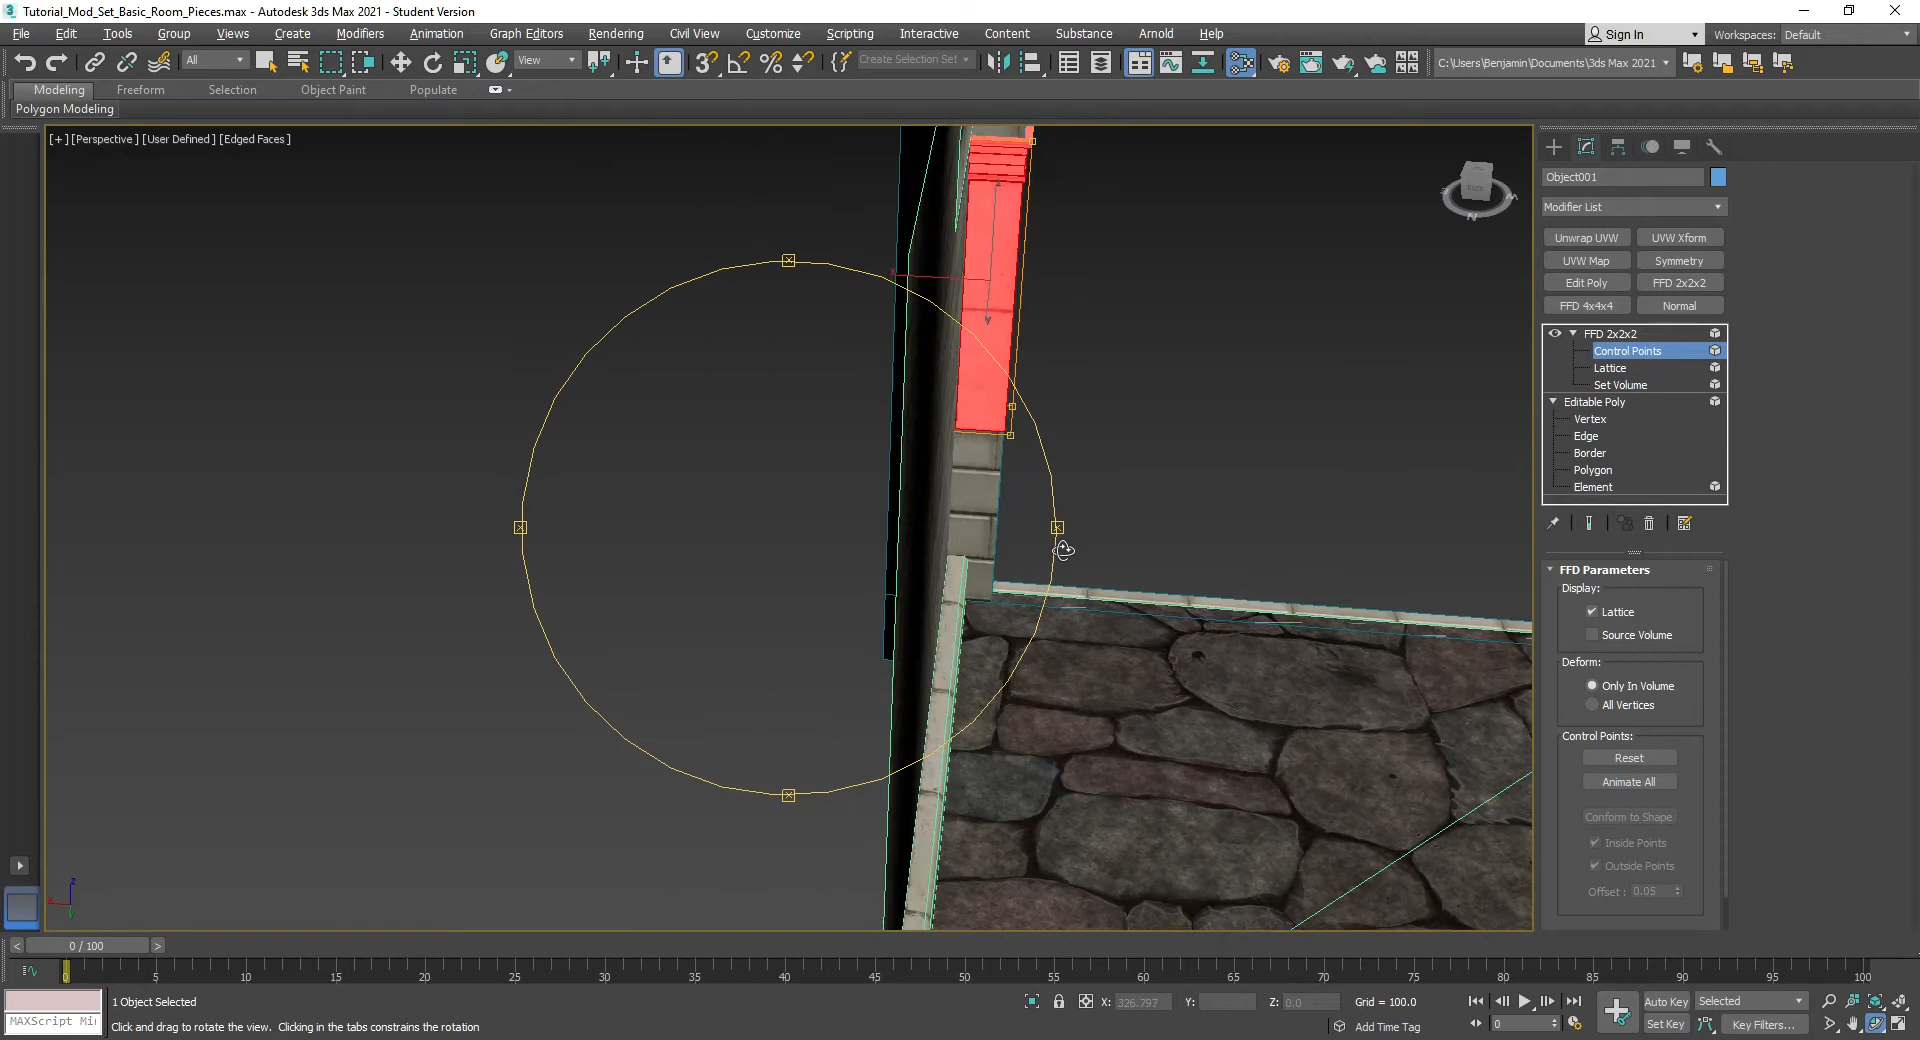 Tutorial_Mod_Set_Basic_Room_Pieces.max - Autodesk 3ds Max 2021 - Student Version
File Edit Tools Group Views Create Modifiers Animation Graph Editors Rendering Civil View Customize Scripting Interactive Content Substance Arnold Help Sign In Workspaces: Default
All View Create Selection Set C:\Users\Benjamin\Documents\3ds Max 2021
Modeling Freeform Selection Object Paint Populate
Polygon Modeling
[+] [Perspective] [User Defined] [Edged Faces]
Object001
Modifier List
Unwrap UVW UVW Xform
UVW Map Symmetry
Edit Poly FFD 2x2x2
FFD 4x4x4 Normal
FFD 2x2x2
Control Points
Lattice
Set Volume
Editable Poly
Vertex
Edge
Border
Polygon
Element
FFD Parameters
Display:
Lattice
Source Volume
Deform:
Only In Volume
All Vertices
Control Points:
Reset
Animate All
Conform to Shape
Inside Points
Outside Points
Offset : 0.05
0 / 100
0 5 10 15 20 25 30 35 40 45 50 55 60 65 70 75 80 85 90 95 100
1 Object Selected X: 326.797 Y: Z: 0.0 Grid = 100.0 Auto Key Selected
MAXScript Mi Click and drag to rotate the view. Clicking in the tabs constrains the rotation Add Time Tag 0 Set Key Key Filters...